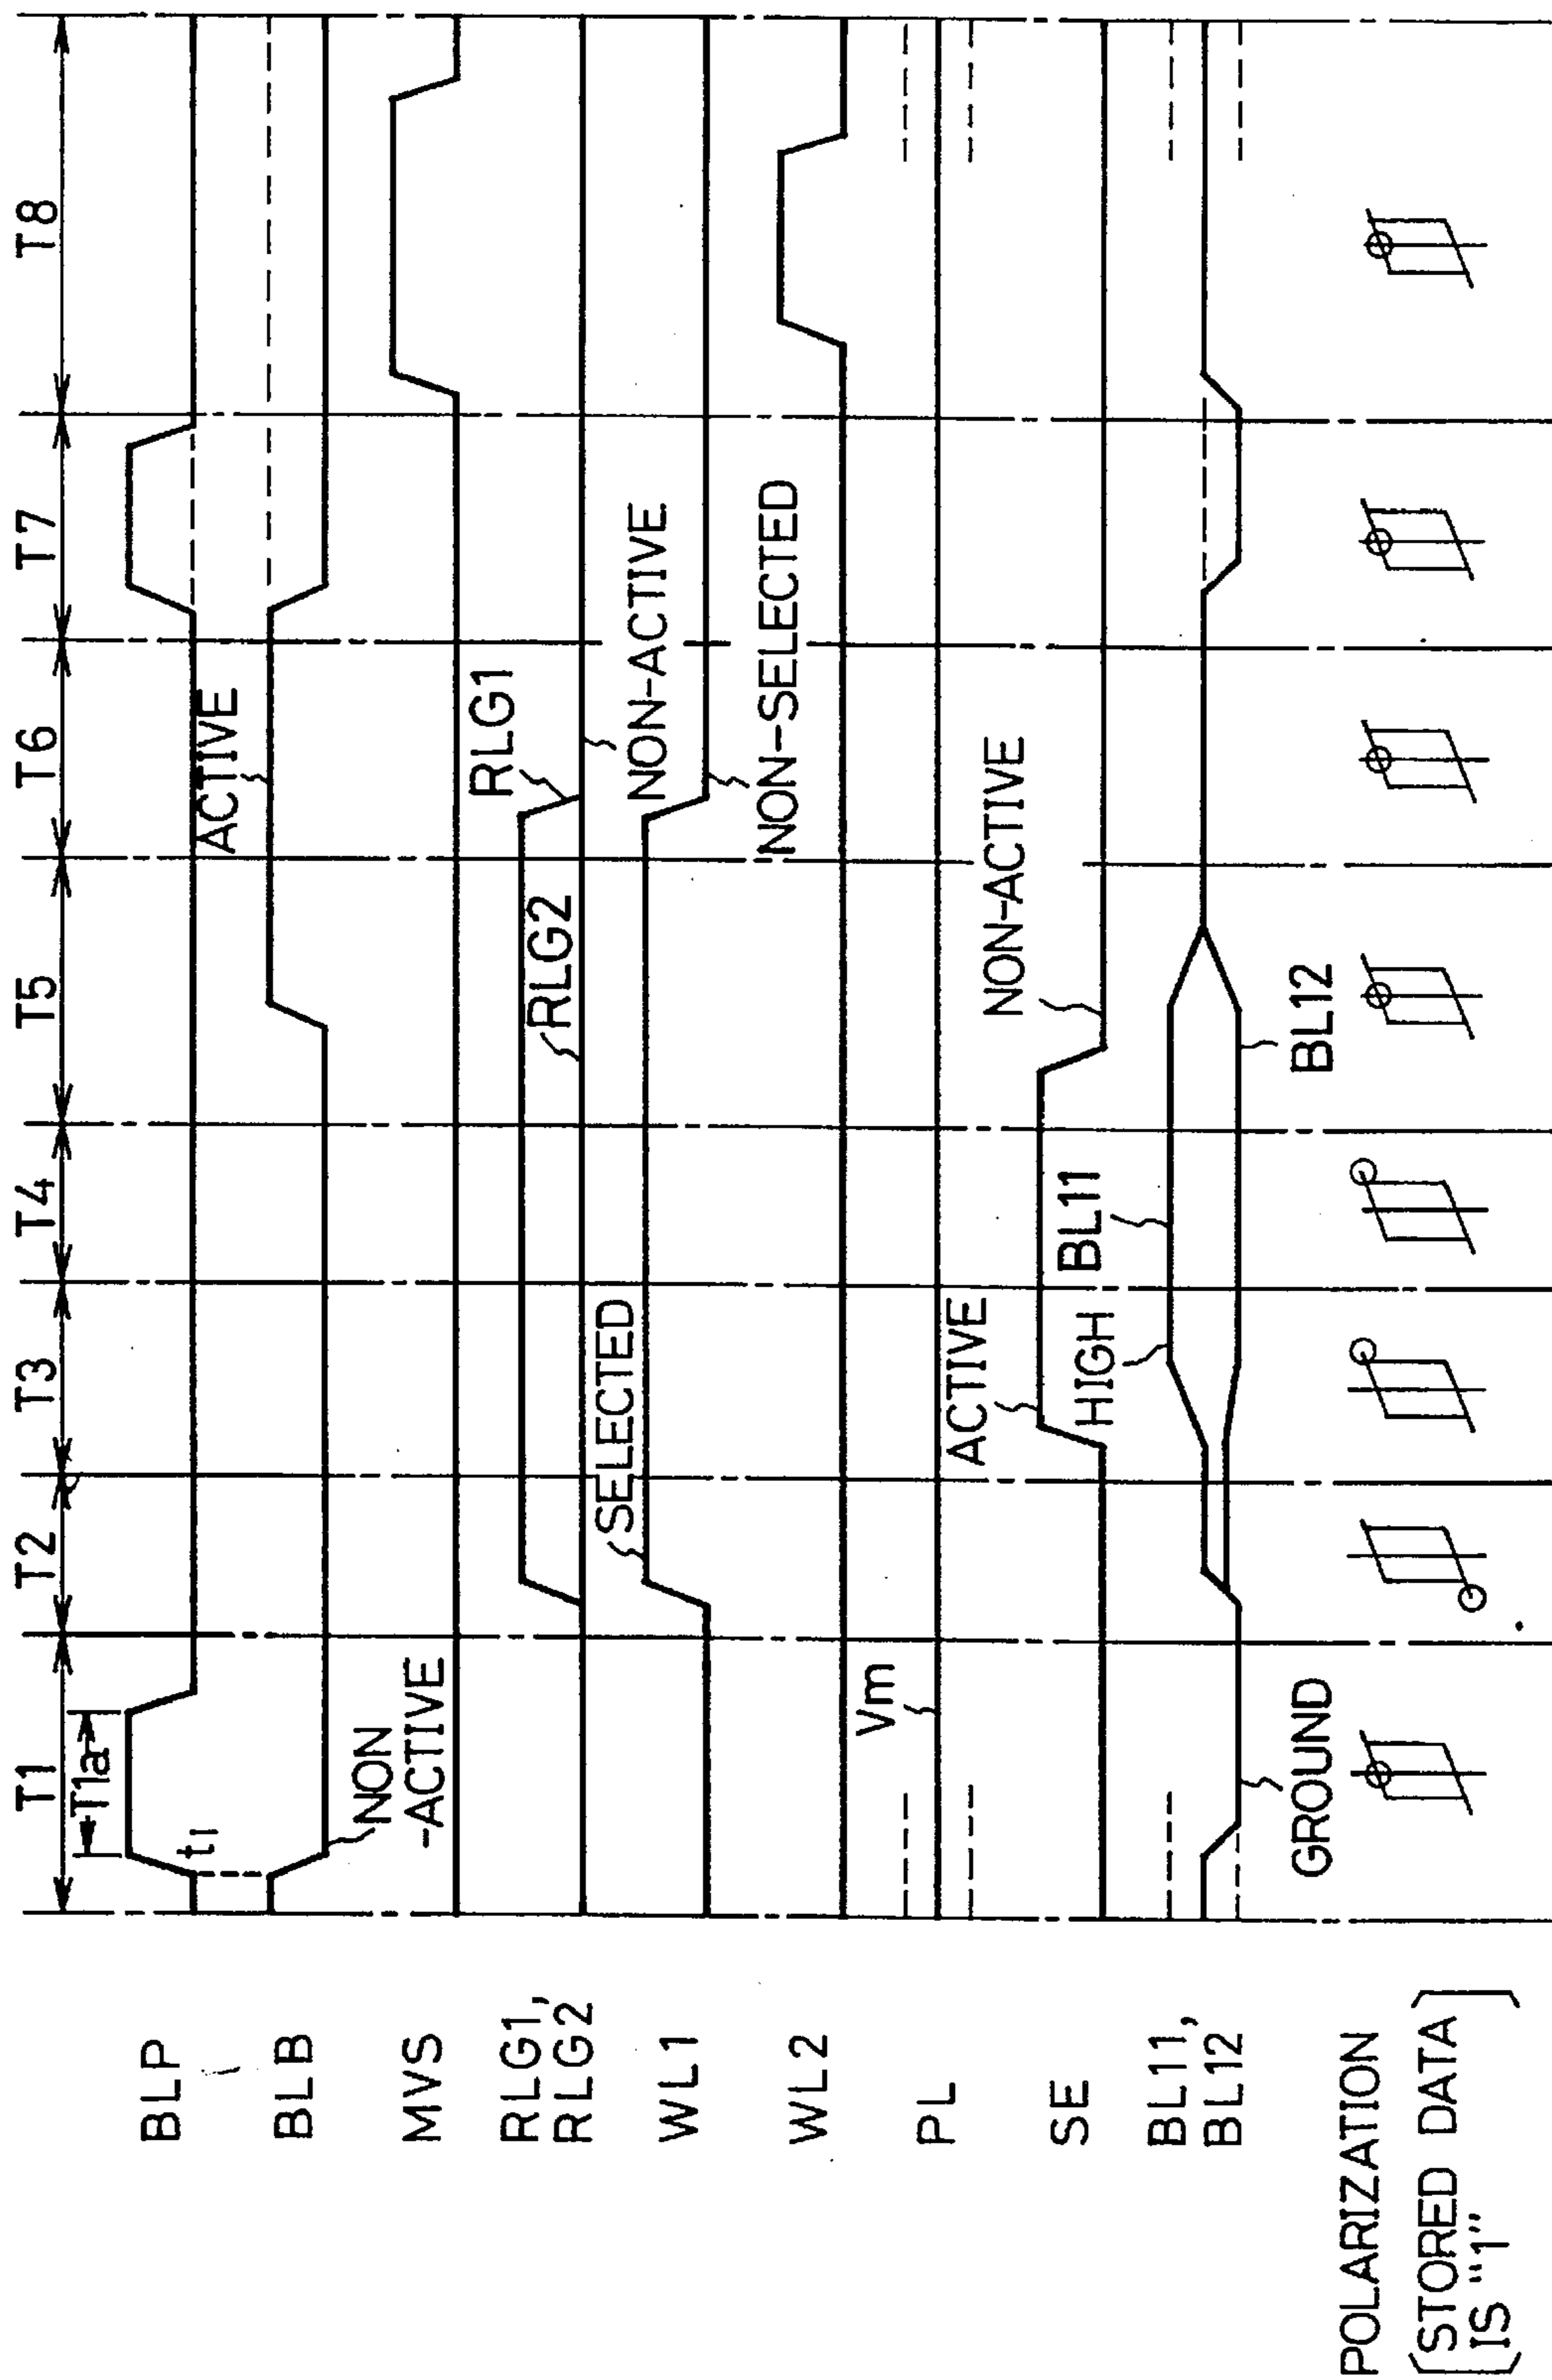 T1
T2
T3
T4
T5
T6
T7
T8
T1a
t1
BLP
BLB
NON
-ACTIVE
ACTIVE
MVS
RLG1,
RLG2
RLG2
RLG1
NON-ACTIVE
WL1
SELECTED
NON-SELECTED
WL2
PL
Vm
SE
ACTIVE
NON-ACTIVE
BL11,
BL12
GROUND
HIGH
BL11
BL12
POLARIZATION
(STORED DATA
IS "1")